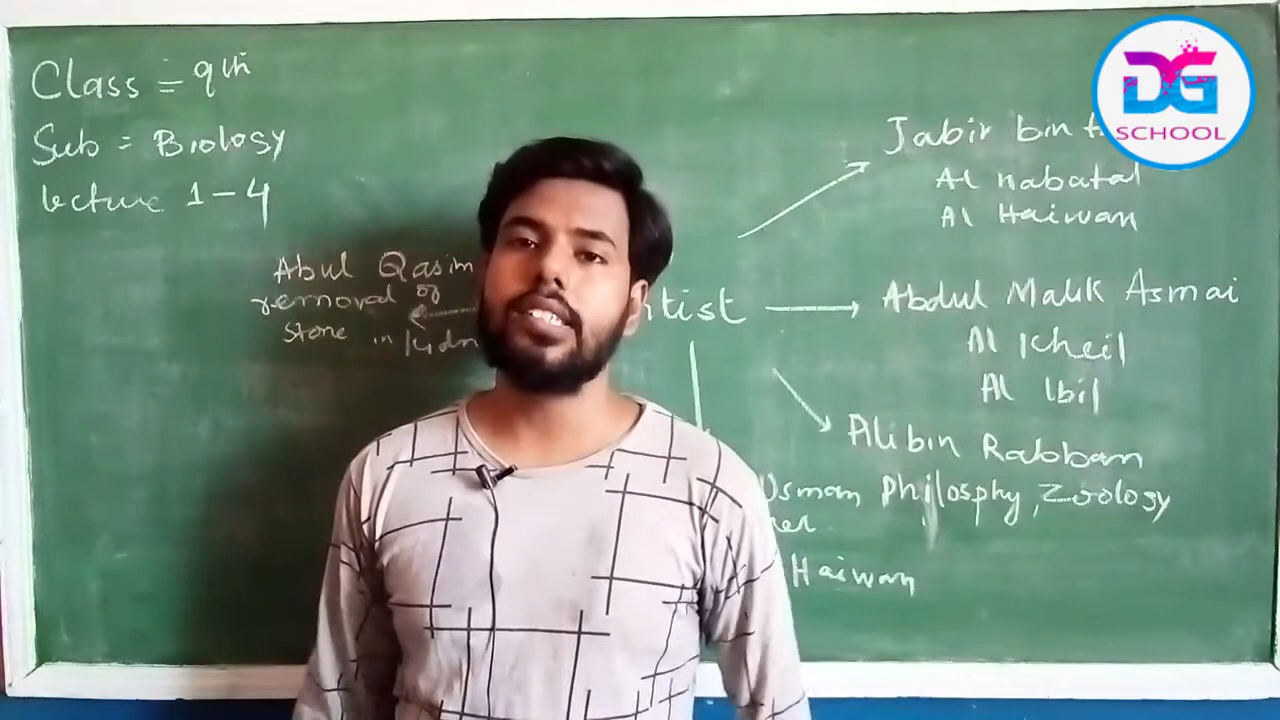 Class = 9th
Sub = Biology
lecture 1-4
Abul Qasim
removal of
stone in
Jabir bin
Al nabatat
Al Haiwan
Abdul Malik Asmai
Al Kheil
Al Ibil
Ali bin Rabban
Usman Philosphy, Zoology
Haiwan
DG
SCHOOL